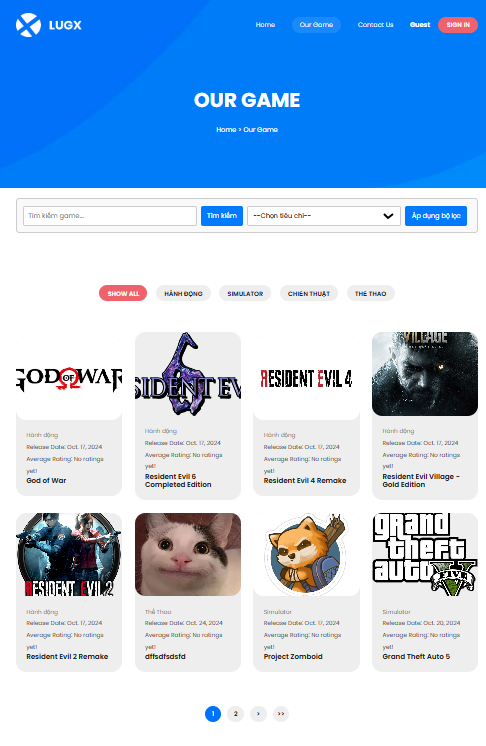 LUGX
Home
Our Game
Contact Us
Guest
SIGN IN
OUR GAME
Home > Our Game
Tìm kiếm game...
Tìm kiếm
--Chọn tiêu chí--
Áp dụng bộ lọc
SHOW ALL
HÀNH ĐỘNG
SIMULATOR
CHIẾN THUẬT
THỂ THAO
GOD OF WAR
SIDENT EV
RESIDENT EVIL 4
VILLAGE
Hành động
Release Date: Oct. 17, 2024
Average Rating: No ratings
yet!
God of War
Hành động
Release Date: Oct. 17, 2024
Average Rating: No ratings
yet!
Resident Evil 6
Completed Edition
Hành động
Release Date: Oct. 17, 2024
Average Rating: No ratings
yet!
Resident Evil 4 Remake
Hành động
Release Date: Oct. 17, 2024
Average Rating: No ratings
yet!
Resident Evil Village -
Gold Edition
RESIDENT EVIL 2
grand
theft
auto V
FIVE
Hành động
Release Date: Oct. 17, 2024
Average Rating: No ratings
yet!
Resident Evil 2 Remake
Thể Thao
Release Date: Oct. 24, 2024
Average Rating: No ratings
yet!
dffsdfsdsfd
Simulator
Release Date: Oct. 17, 2024
Average Rating: No ratings
yet!
Project Zomboid
Simulator
Release Date: Oct. 20, 2024
Average Rating: No ratings
yet!
Grand Theft Auto 5
1
2
>
>>